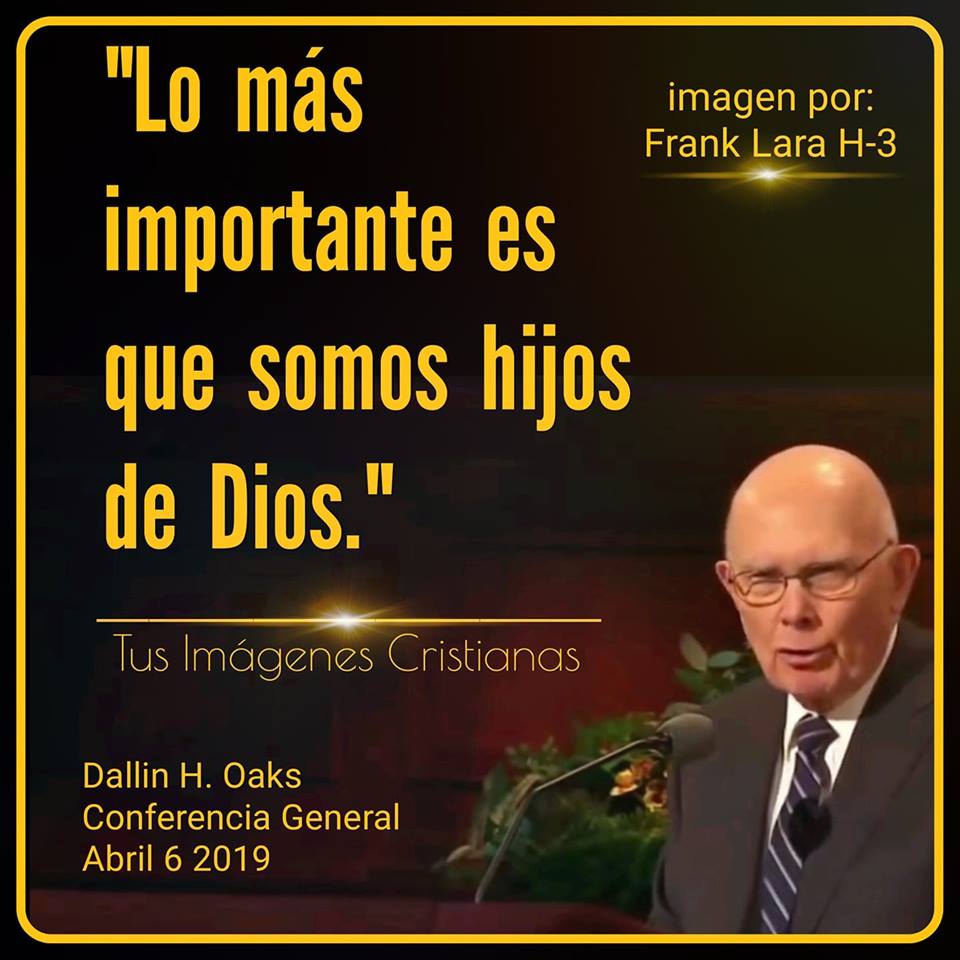 "Lo más
importante es
que somos hijos
de Dios."
imagen por:
Frank Lara H-3
Tus Imágenes Cristianas
Dallin H. Oaks
Conferencia General
Abril 6 2019